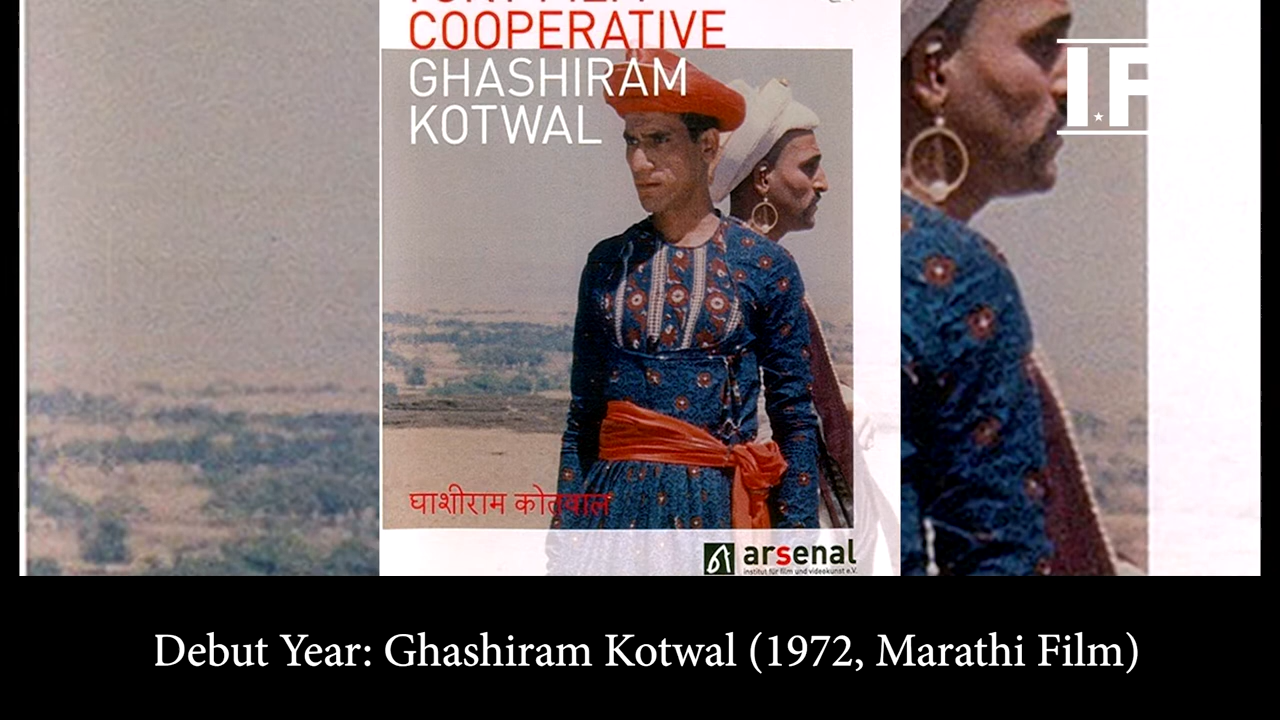 COOPERATIVE
GHASHIRAM
KOTWAL
I.F
घाशीराम कोतवाल
arsenal
institut für film und videokunst e.V.
Debut Year: Ghashiram Kotwal (1972, Marathi Film)